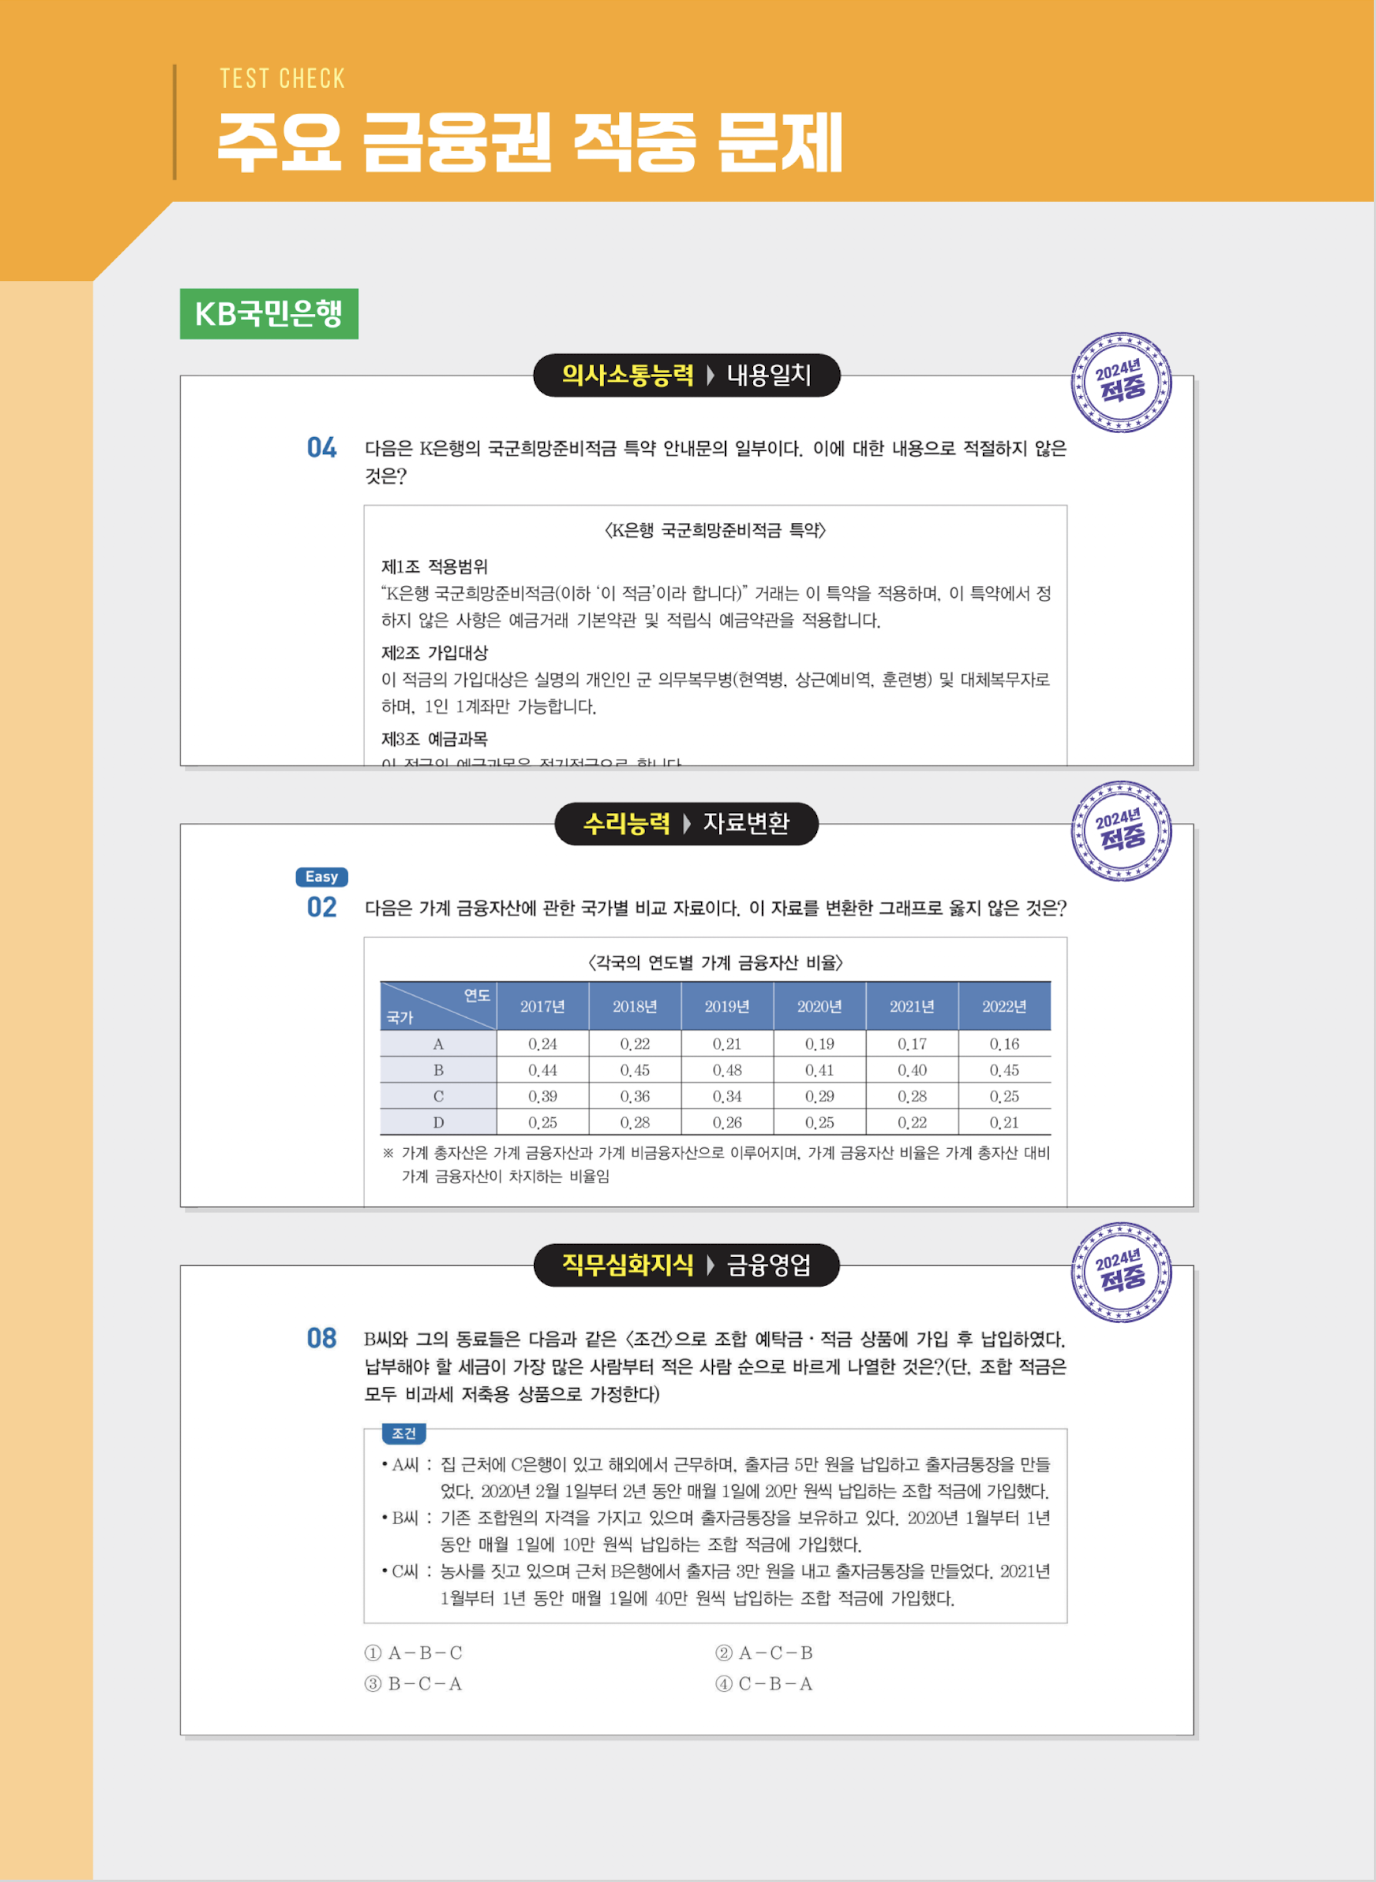 TEST CHECK
주요 금융권 적중 문제
KB국민은행
의사소통능력 ▶ 내용일치
2024년
적중
04 다음은 K은행의 국군희망준비적금 특약 안내문의 일부이다. 이에 대한 내용으로 적절하지 않은
것은?
〈K은행 국군희망준비적금 특약〉
제1조 적용범위
“K은행 국군희망준비적금(이하 ‘이 적금’이라 합니다)” 거래는 이 특약을 적용하며, 이 특약에서 정
하지 않은 사항은 예금거래 기본약관 및 적립식 예금약관을 적용합니다.
제2조 가입대상
이 적금의 가입대상은 실명의 개인인 군 의무복무병(현역병, 상근예비역, 훈련병) 및 대체복무자로
하며, 1인 1계좌만 가능합니다.
제3조 예금과목
이 적금의 예금과목은 정기적금으로 합니다
수리능력 ▶ 자료변환
2024년
적중
Easy
02 다음은 가계 금융자산에 관한 국가별 비교 자료이다. 이 자료를 변환한 그래프로 옳지 않은 것은?
〈각국의 연도별 가계 금융자산 비율〉
연도
국가
2017년 2018년 2019년 2020년 2021년 2022년
A 0.24 0.22 0.21 0.19 0.17 0.16
B 0.44 0.45 0.48 0.41 0.40 0.45
C 0.39 0.36 0.34 0.29 0.28 0.25
D 0.25 0.28 0.26 0.25 0.22 0.21
※ 가계 총자산은 가계 금융자산과 가계 비금융자산으로 이루어지며, 가계 금융자산 비율은 가계 총자산 대비
가계 금융자산이 차지하는 비율임
직무심화지식 ▶ 금융영업
2024년
적중
08 B씨와 그의 동료들은 다음과 같은 〈조건〉으로 조합 예탁금 · 적금 상품에 가입 후 납입하였다.
납부해야 할 세금이 가장 많은 사람부터 적은 사람 순으로 바르게 나열한 것은?(단, 조합 적금은
모두 비과세 저축용 상품으로 가정한다)
조건
• A씨 : 집 근처에 C은행이 있고 해외에서 근무하며, 출자금 5만 원을 납입하고 출자금통장을 만들
었다. 2020년 2월 1일부터 2년 동안 매월 1일에 20만 원씩 납입하는 조합 적금에 가입했다.
• B씨 : 기존 조합원의 자격을 가지고 있으며 출자금통장을 보유하고 있다. 2020년 1월부터 1년
동안 매월 1일에 10만 원씩 납입하는 조합 적금에 가입했다.
• C씨 : 농사를 짓고 있으며 근처 B은행에서 출자금 3만 원을 내고 출자금통장을 만들었다. 2021년
1월부터 1년 동안 매월 1일에 40만 원씩 납입하는 조합 적금에 가입했다.
① A－B－C ② A－C－B
③ B－C－A ④ C－B－A